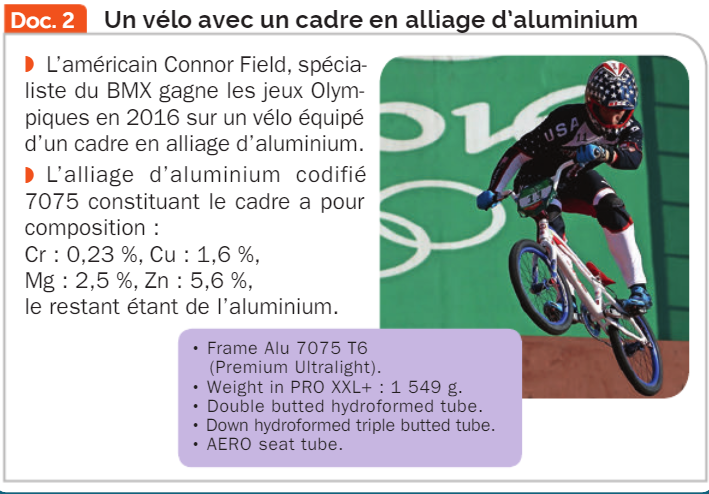 Doc. 2 Un vélo avec un cadre en alliage d'aluminium
L'américain Connor Field, spécia-
liste du BMX gagne les jeux Olym-
piques en 2016 sur un vélo équipé
d'un cadre en alliage d'aluminium.
L'alliage d'aluminium codifié
7075 constituant le cadre a pour
composition :
Cr : 0,23 %, Cu : 1,6 %,
Mg : 2,5 %, Zn : 5,6 %,
le restant étant de l'aluminium.
USA
• Frame Alu 7075 T6
(Premium Ultralight).
• Weight in PRO XXL+ : 1 549 g.
• Double butted hydroformed tube.
• Down hydroformed triple butted tube.
• AERO seat tube.